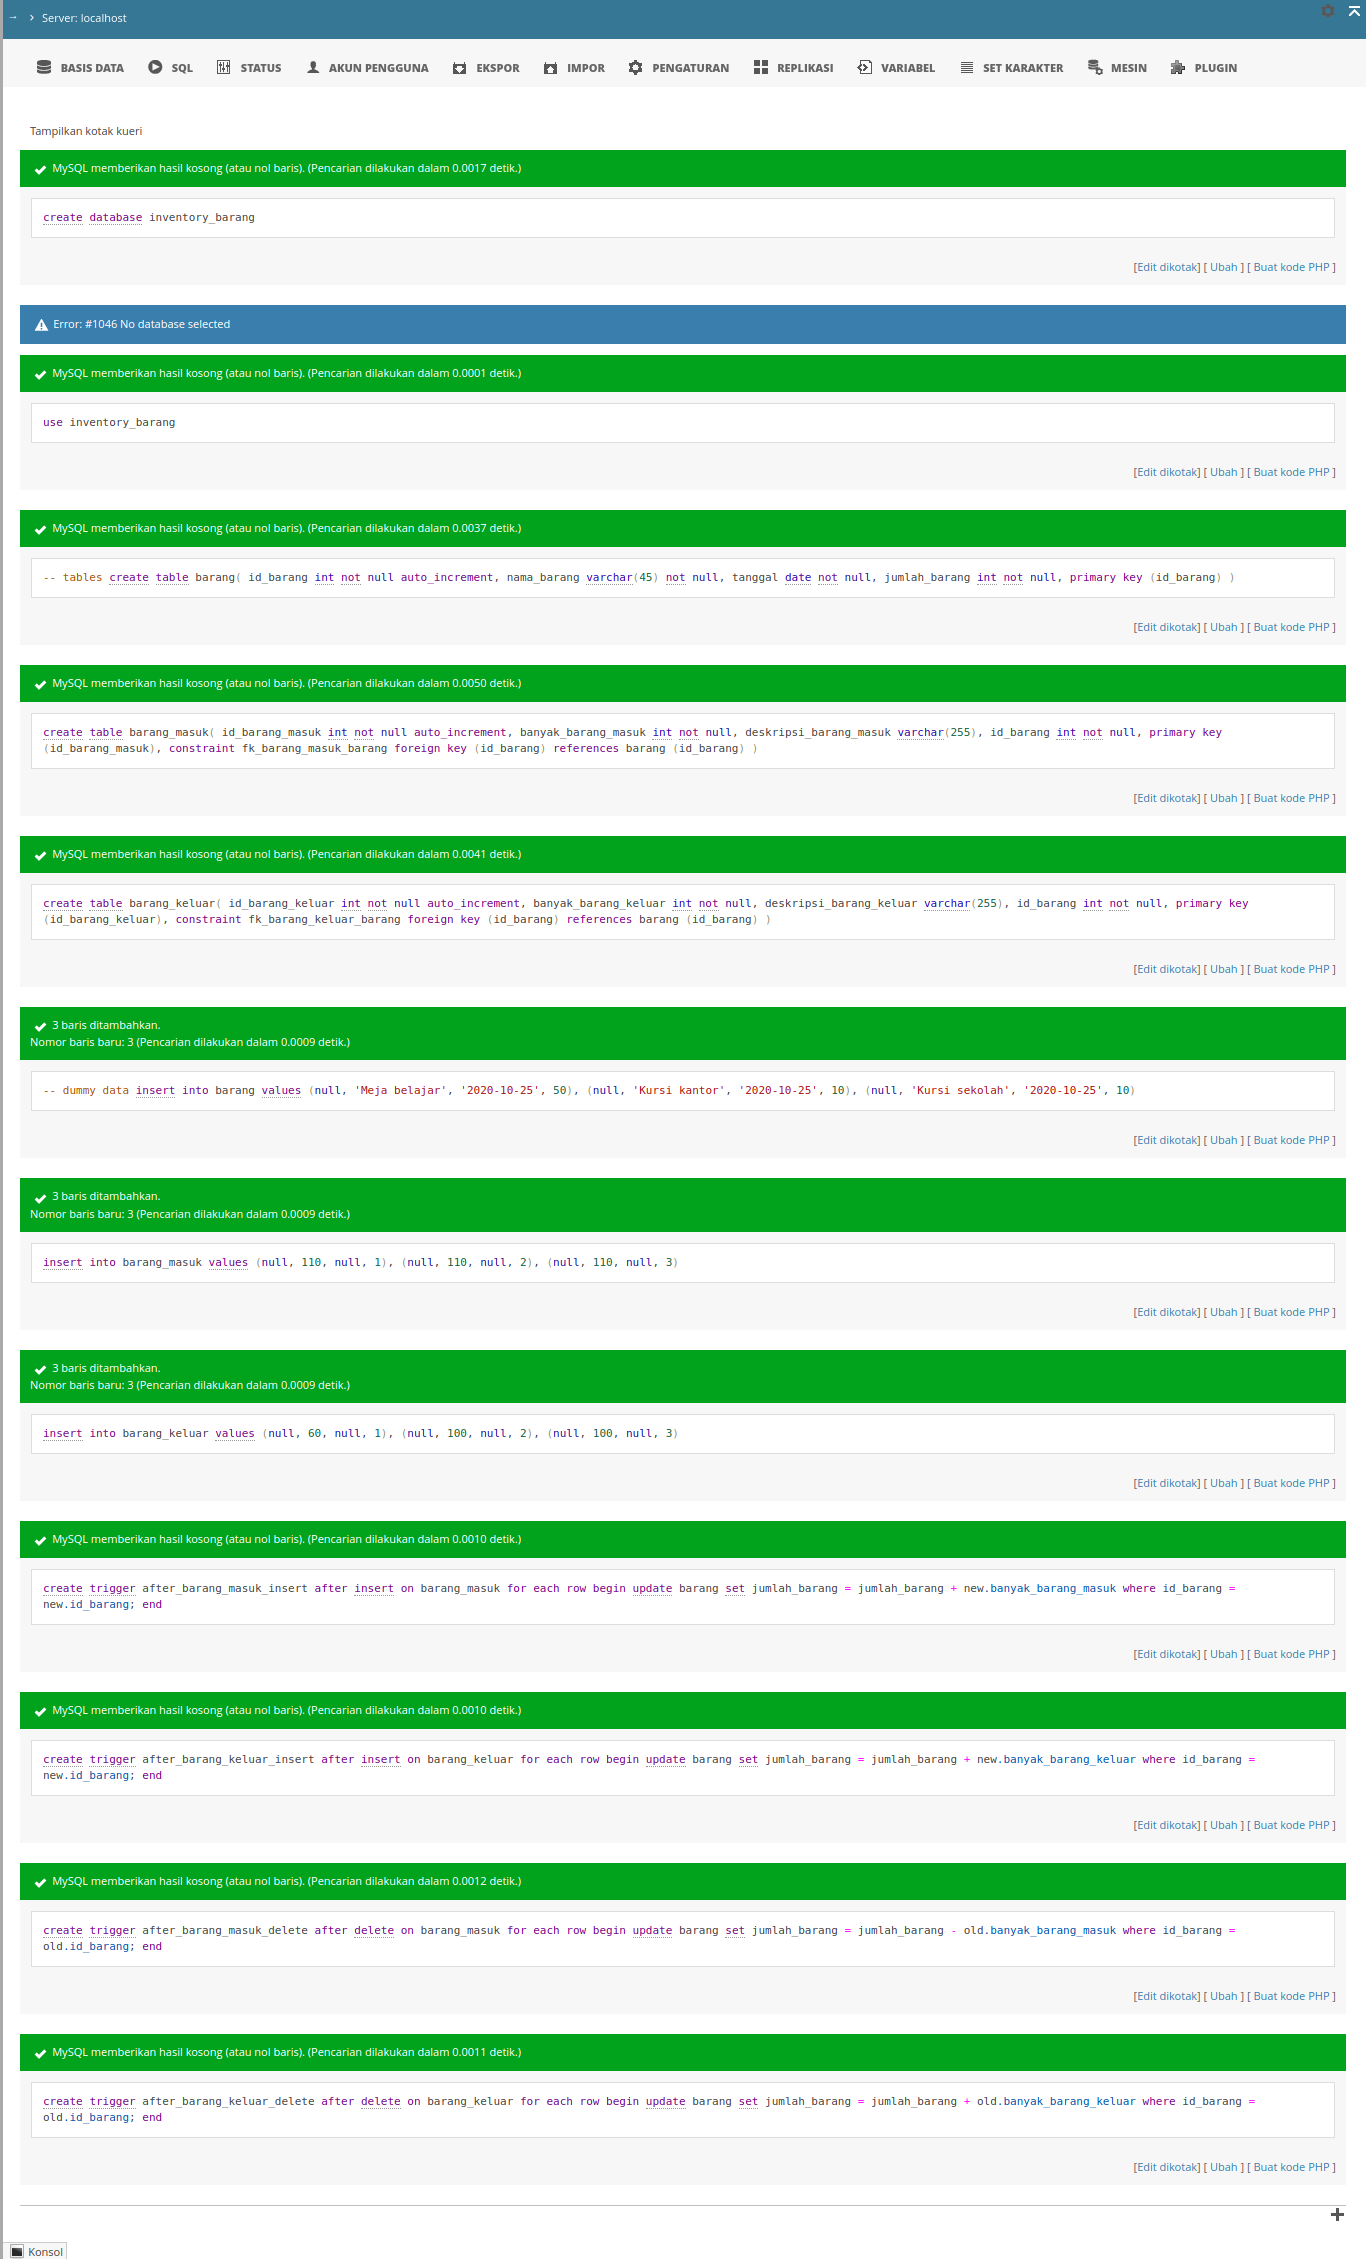 → › Server: localhost
BASIS DATA SQL STATUS AKUN PENGGUNA EKSPOR IMPOR PENGATURAN REPLIKASI VARIABEL SET KARAKTER MESIN PLUGIN
Tampilkan kotak kueri
MySQL memberikan hasil kosong (atau nol baris). (Pencarian dilakukan dalam 0.0017 detik.)
create database inventory_barang
[Edit dikotak] [ Ubah ] [ Buat kode PHP ]
Error: #1046 No database selected
MySQL memberikan hasil kosong (atau nol baris). (Pencarian dilakukan dalam 0.0001 detik.)
use inventory_barang
[Edit dikotak] [ Ubah ] [ Buat kode PHP ]
MySQL memberikan hasil kosong (atau nol baris). (Pencarian dilakukan dalam 0.0037 detik.)
-- tables create table barang( id_barang int not null auto_increment, nama_barang varchar(45) not null, tanggal date not null, jumlah_barang int not null, primary key (id_barang) )
[Edit dikotak] [ Ubah ] [ Buat kode PHP ]
MySQL memberikan hasil kosong (atau nol baris). (Pencarian dilakukan dalam 0.0050 detik.)
create table barang_masuk( id_barang_masuk int not null auto_increment, banyak_barang_masuk int not null, deskripsi_barang_masuk varchar(255), id_barang int not null, primary key
(id_barang_masuk), constraint fk_barang_masuk_barang foreign key (id_barang) references barang (id_barang) )
[Edit dikotak] [ Ubah ] [ Buat kode PHP ]
MySQL memberikan hasil kosong (atau nol baris). (Pencarian dilakukan dalam 0.0041 detik.)
create table barang_keluar( id_barang_keluar int not null auto_increment, banyak_barang_keluar int not null, deskripsi_barang_keluar varchar(255), id_barang int not null, primary key
(id_barang_keluar), constraint fk_barang_keluar_barang foreign key (id_barang) references barang (id_barang) )
[Edit dikotak] [ Ubah ] [ Buat kode PHP ]
3 baris ditambahkan.
Nomor baris baru: 3 (Pencarian dilakukan dalam 0.0009 detik.)
-- dummy data insert into barang values (null, 'Meja belajar', '2020-10-25', 50), (null, 'Kursi kantor', '2020-10-25', 10), (null, 'Kursi sekolah', '2020-10-25', 10)
[Edit dikotak] [ Ubah ] [ Buat kode PHP ]
3 baris ditambahkan.
Nomor baris baru: 3 (Pencarian dilakukan dalam 0.0009 detik.)
insert into barang_masuk values (null, 110, null, 1), (null, 110, null, 2), (null, 110, null, 3)
[Edit dikotak] [ Ubah ] [ Buat kode PHP ]
3 baris ditambahkan.
Nomor baris baru: 3 (Pencarian dilakukan dalam 0.0009 detik.)
insert into barang_keluar values (null, 60, null, 1), (null, 100, null, 2), (null, 100, null, 3)
[Edit dikotak] [ Ubah ] [ Buat kode PHP ]
MySQL memberikan hasil kosong (atau nol baris). (Pencarian dilakukan dalam 0.0010 detik.)
create trigger after_barang_masuk_insert after insert on barang_masuk for each row begin update barang set jumlah_barang = jumlah_barang + new.banyak_barang_masuk where id_barang =
new.id_barang; end
[Edit dikotak] [ Ubah ] [ Buat kode PHP ]
MySQL memberikan hasil kosong (atau nol baris). (Pencarian dilakukan dalam 0.0010 detik.)
create trigger after_barang_keluar_insert after insert on barang_keluar for each row begin update barang set jumlah_barang = jumlah_barang + new.banyak_barang_keluar where id_barang =
new.id_barang; end
[Edit dikotak] [ Ubah ] [ Buat kode PHP ]
MySQL memberikan hasil kosong (atau nol baris). (Pencarian dilakukan dalam 0.0012 detik.)
create trigger after_barang_masuk_delete after delete on barang_masuk for each row begin update barang set jumlah_barang = jumlah_barang - old.banyak_barang_masuk where id_barang =
old.id_barang; end
[Edit dikotak] [ Ubah ] [ Buat kode PHP ]
MySQL memberikan hasil kosong (atau nol baris). (Pencarian dilakukan dalam 0.0011 detik.)
create trigger after_barang_keluar_delete after delete on barang_keluar for each row begin update barang set jumlah_barang = jumlah_barang + old.banyak_barang_keluar where id_barang =
old.id_barang; end
[Edit dikotak] [ Ubah ] [ Buat kode PHP ]
Konsol